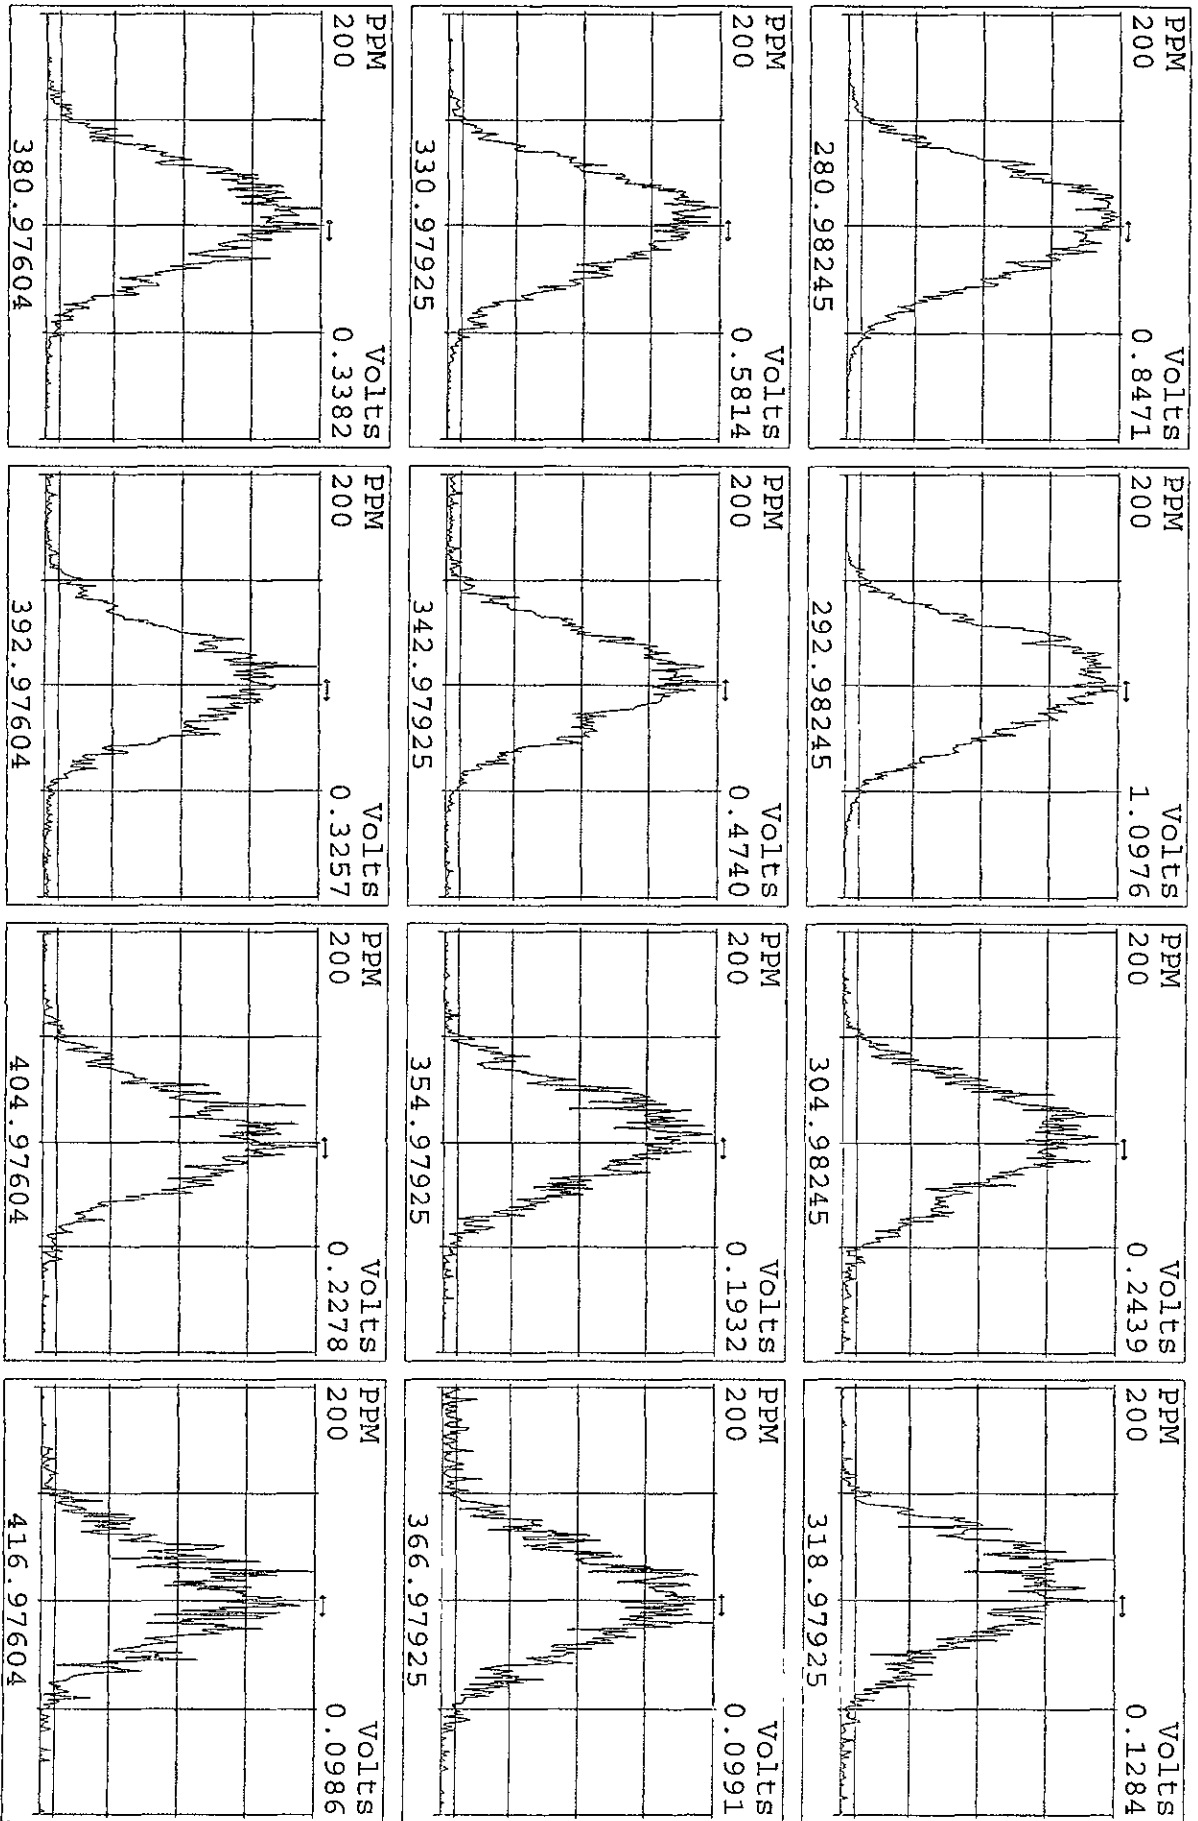 PPM Volts
200 0.8471
280.98245
PPM Volts
200 1.0976
292.98245
PPM Volts
200 0.2439
304.98245
PPM Volts
200 0.1284
318.97925
PPM Volts
200 0.5814
330.97925
PPM Volts
200 0.4740
342.97925
PPM Volts
200 0.1932
354.97925
PPM Volts
200 0.0991
366.97925
PPM Volts
200 0.3382
380.97604
PPM Volts
200 0.3257
392.97604
PPM Volts
200 0.2278
404.97604
PPM Volts
200 0.0986
416.97604